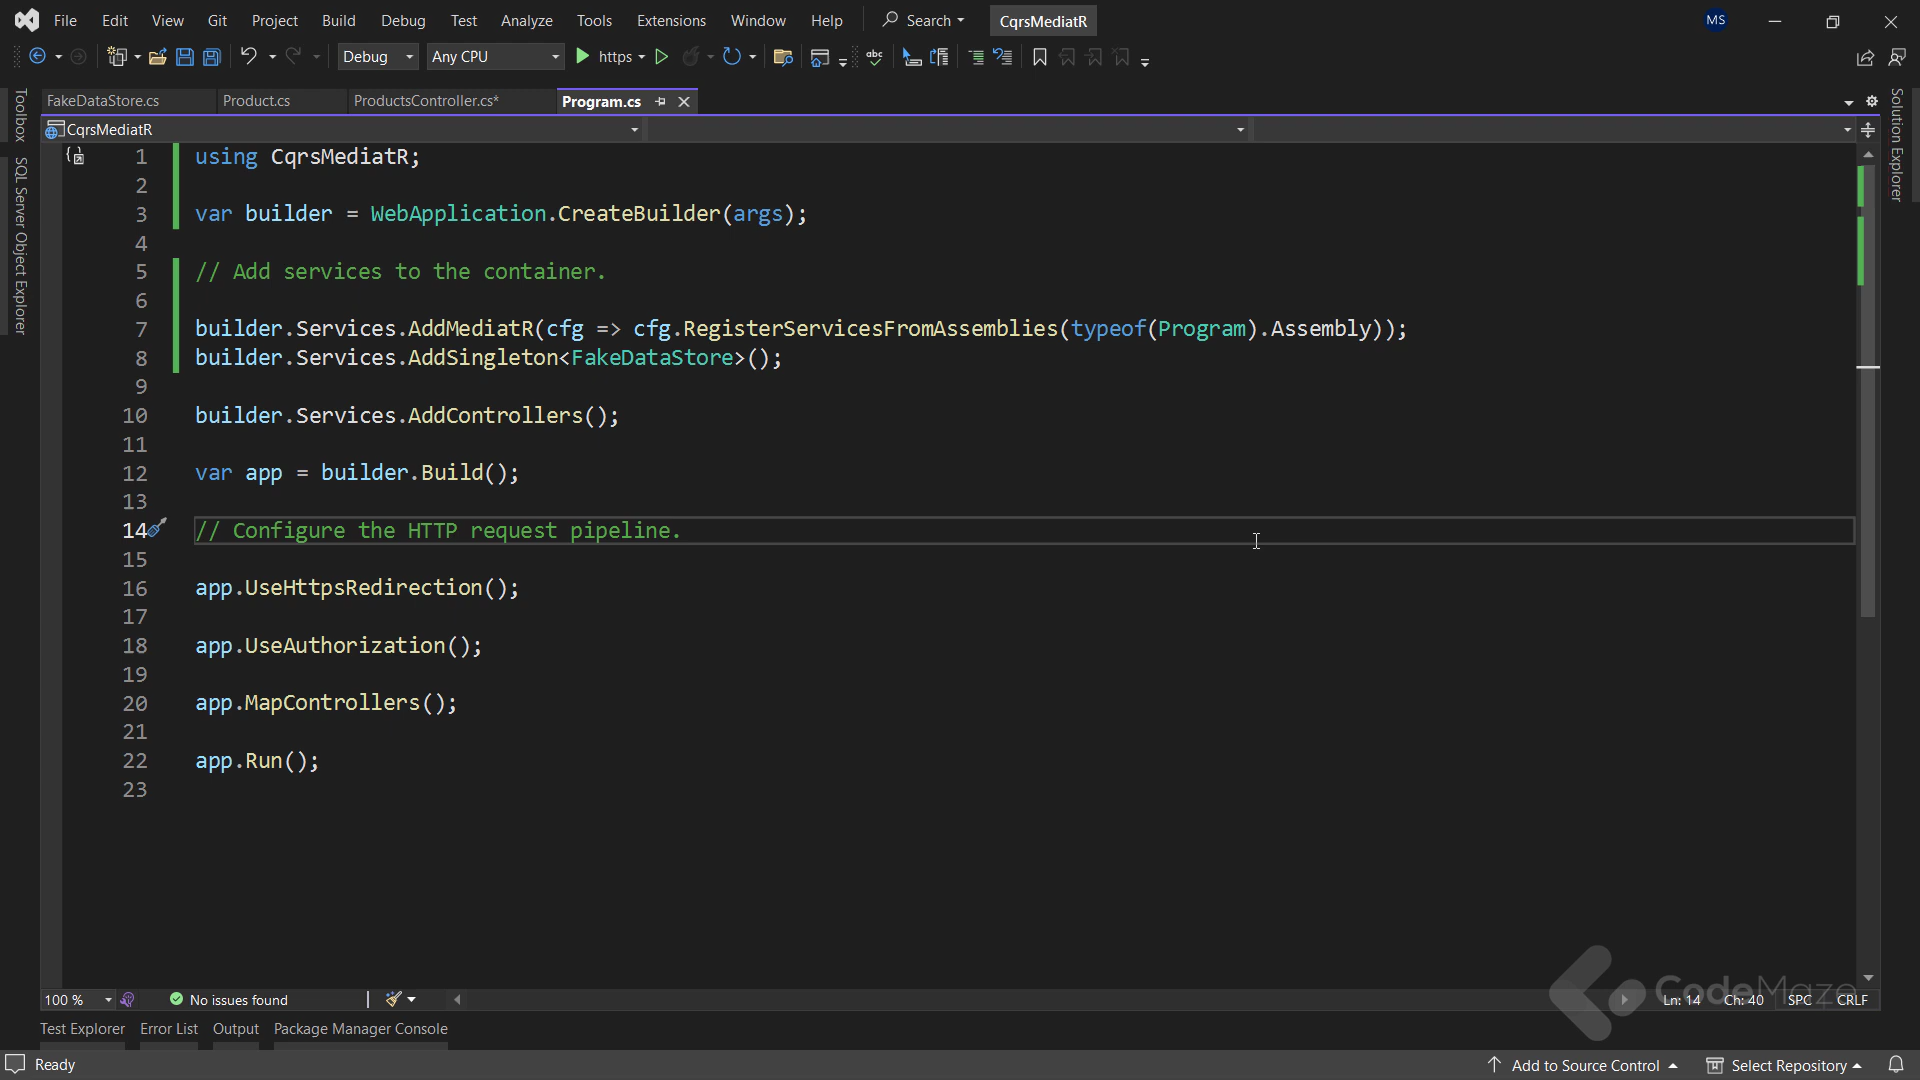 File Edit View Git Project Build Debug Test Analyze Tools Extensions Window Help Search CqrsMediatR MS
Debug Any CPU https abc
FakeDataStore.cs Product.cs ProductsController.cs* Program.cs
CqrsMediatR
Toolbox
SQL Server Object Explorer
Solution Explorer
1 using CqrsMediatR;
2
3 var builder = WebApplication.CreateBuilder(args);
4
5 // Add services to the container.
6
7 builder.Services.AddMediatR(cfg => cfg.RegisterServicesFromAssemblies(typeof(Program).Assembly));
8 builder.Services.AddSingleton<FakeDataStore>();
9
10 builder.Services.AddControllers();
11
12 var app = builder.Build();
13
14 // Configure the HTTP request pipeline.
15
16 app.UseHttpsRedirection();
17
18 app.UseAuthorization();
19
20 app.MapControllers();
21
22 app.Run();
23
CodeMaze
100 % No issues found Ln: 14 Ch: 40 SPC CRLF
Test Explorer Error List Output Package Manager Console
Ready Add to Source Control Select Repository